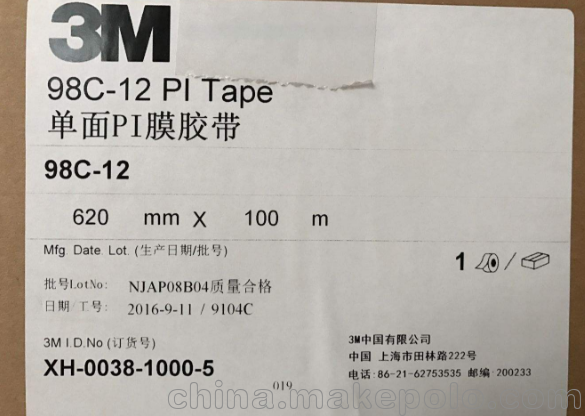 3M
98C-12 PI Tape
单面PI膜胶带
98C-12
620 mm X 100 m
Mfg. Date. Lot. (生产日期/批号)
1 /
批号LotNo: NJAP08B04质量合格
日期/工号: 2016-9-11 / 9104C
3M I.D.No (订货号)
XH-0038-1000-5
3M中国有限公司
中国 上海市田林路222号
电话:86-21-62753535 邮编:200233
019
china.makepolo.com